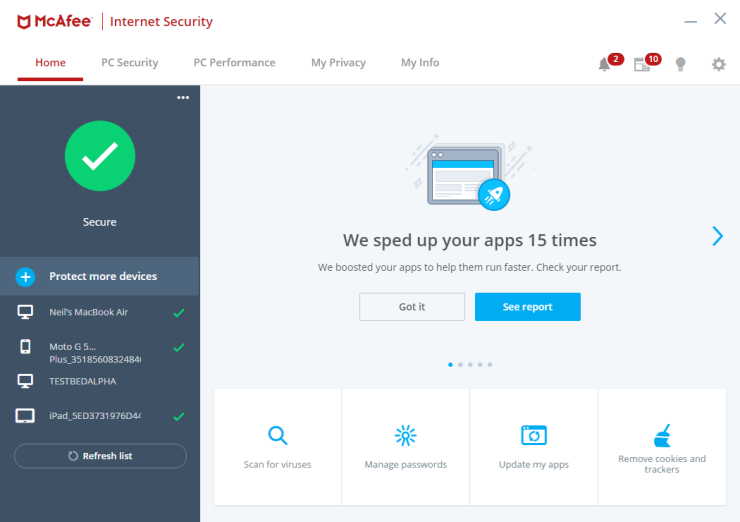 McAfee | Internet Security
Home PC Security PC Performance My Privacy My Info 2 10
Secure
Protect more devices
Neil's MacBook Air
Moto G 5...
Plus_3518560832484
TESTBEDALPHA
iPad_5ED3731976D44
Refresh list
We sped up your apps 15 times
We boosted your apps to help them run faster. Check your report.
Got it See report
Scan for viruses
Manage passwords
Update my apps
Remove cookies and
trackers